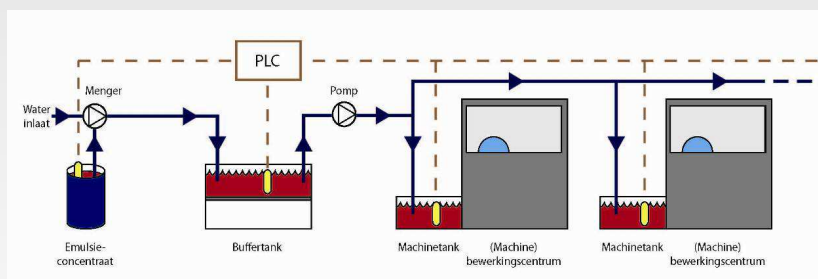 PLC
Menger
Pomp
Water
inlaat
Emulsie-
concentraat
Buffertank
Machinetank
(Machine)
bewerkingscentrum
Machinetank
(Machine)
bewerkingscentrum